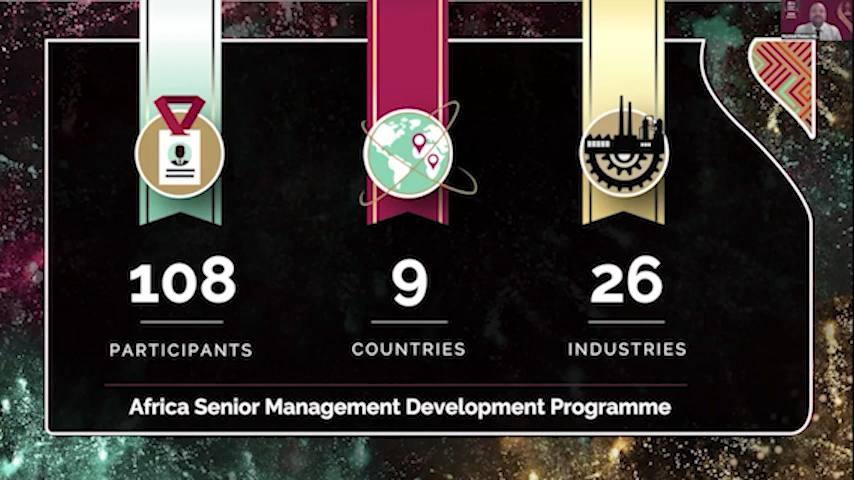 108
9
26
PARTICIPANTS
COUNTRIES
INDUSTRIES
Africa Senior Management Development Programme